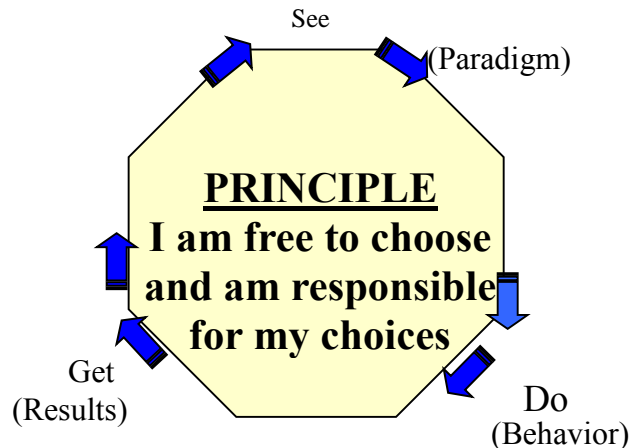 See
(Paradigm)
PRINCIPLE
I am free to choose
and am responsible
for my choices
Get
(Results)
Do
(Behavior)